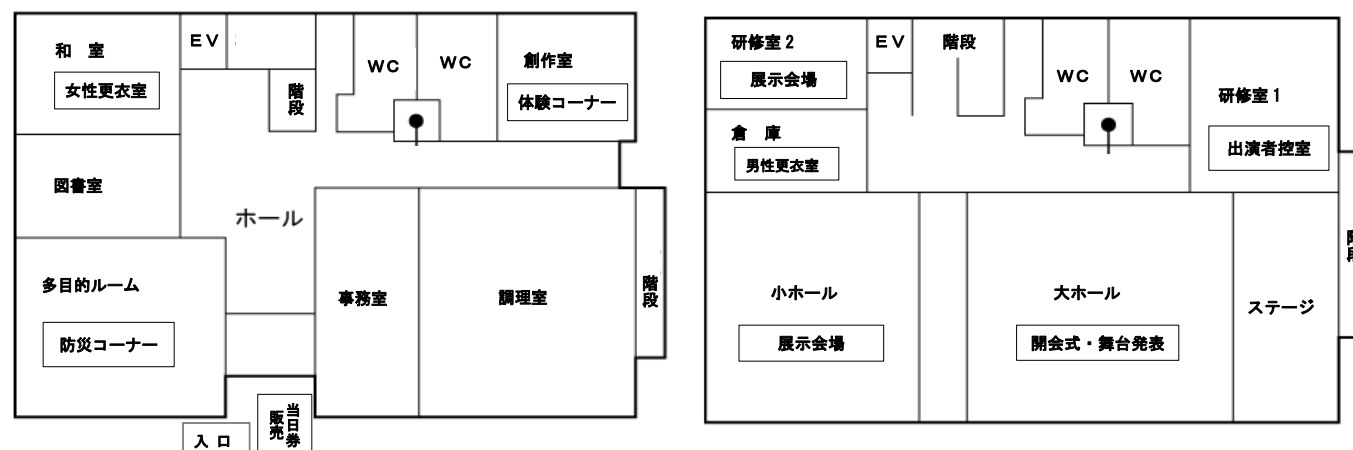 和　室
女性更衣室
ＥＶ
階段
ＷＣ
ＷＣ
創作室
体験コーナー
図書室
ホール
多目的ルーム
防災コーナー
事務室
調理室
階段
入 口
当日券
販売
研修室２
展示会場
ＥＶ
階段
ＷＣ
ＷＣ
研修室１
出演者控室
倉　庫
男性更衣室
小ホール
展示会場
大ホール
開会式・舞台発表
ステージ
階段